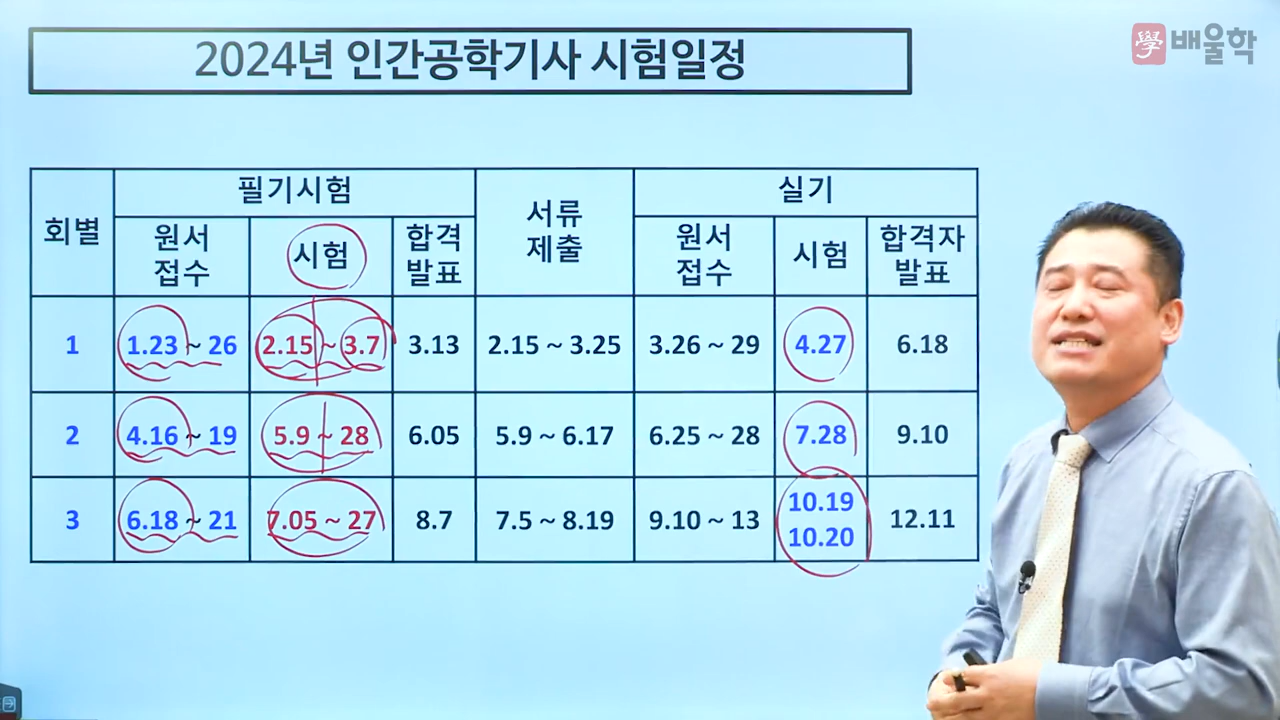 2024년 인간공학기사 시험일정
學 배울학
회별 필기시험 서류 제출 실기
원서 접수 시험 합격 발표 원서 접수 시험 합격자 발표
1 1.23 ~ 26 2.15 ~ 3.7 3.13 2.15 ~ 3.25 3.26 ~ 29 4.27 6.18
2 4.16 ~ 19 5.9 ~ 28 6.05 5.9 ~ 6.17 6.25 ~ 28 7.28 9.10
3 6.18 ~ 21 7.05 ~ 27 8.7 7.5 ~ 8.19 9.10 ~ 13 10.19 10.20 12.11